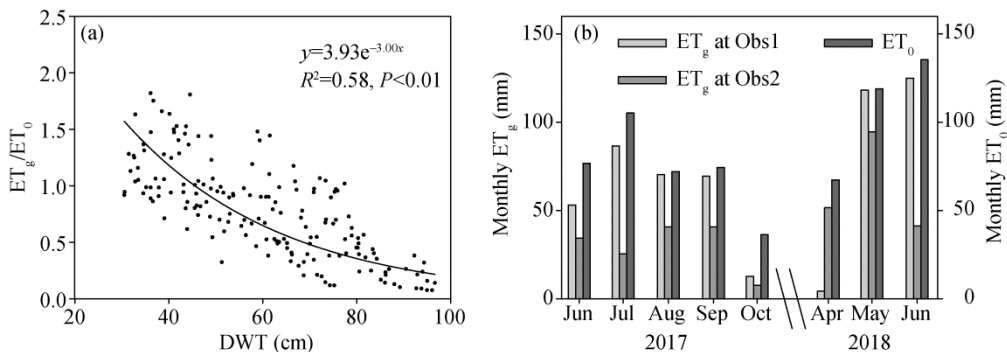 (a)
y=3.93e⁻³·⁰⁰ˣ
R²=0.58, P<0.01
2.5
2.0
1.5
1.0
0.5
0.0
ETg/ET0
20 40 60 80 100
DWT (cm)
(b)
ETg at Obs1 ET0
ETg at Obs2
150
100
50
0
Monthly ETg (mm)
150
100
50
0
Monthly ET0 (mm)
Jun Jul Aug Sep Oct Apr May Jun
2017 2018